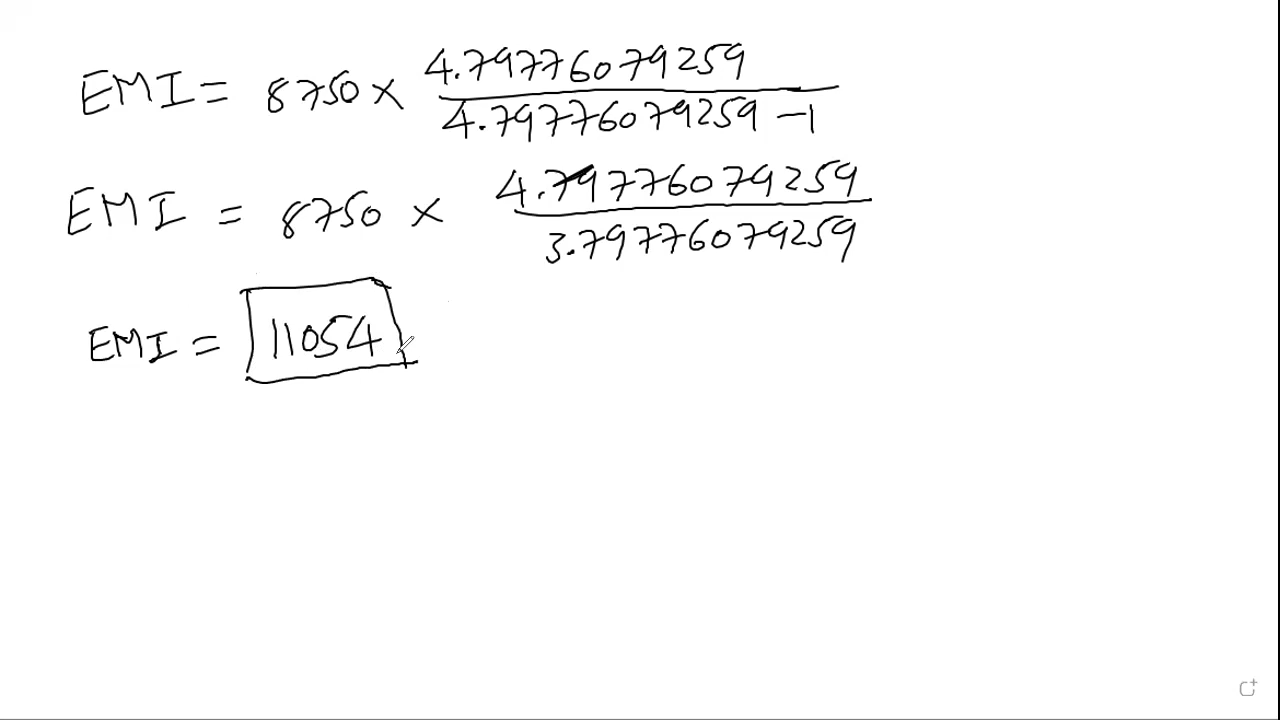 EMI = 8750 × 4.79776079259 / 4.79776079259 - 1
EMI = 8750 × 4.79776079259 / 3.79776079259
EMI = 11054